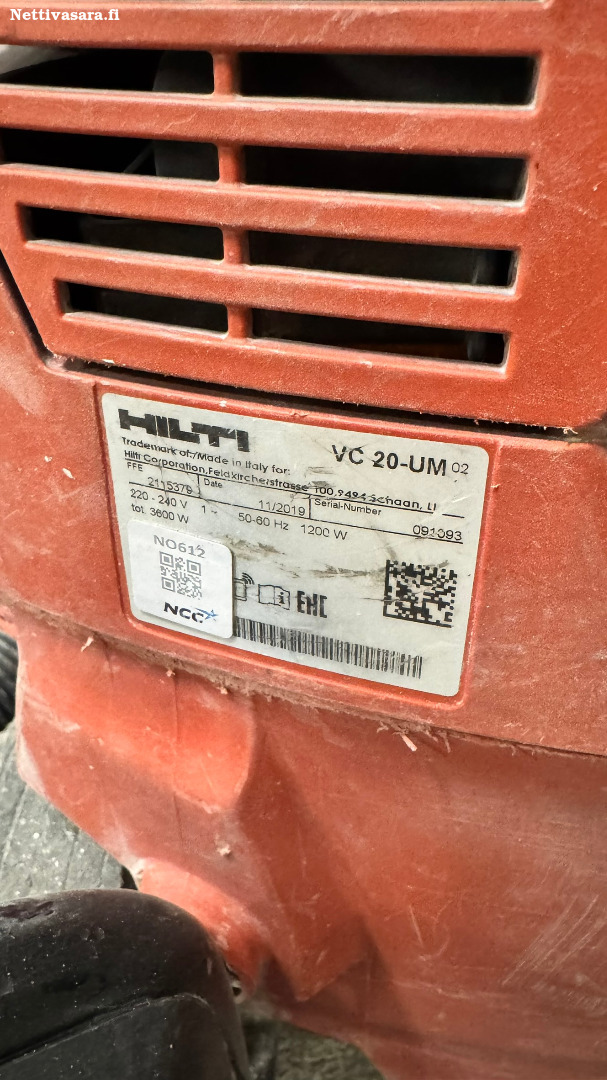 Nettivasara.fi
HILTI
VC 20-UM 02
Trademark of:/Made in Italy for:
Hilti Corporation, Feldkircherstrasse 100, 9494 Schaan, LI
FFE 2115379 Date 11/2019 Serial-Number 091093
220 - 240 V 1 ~ 50-60 Hz 1200 W
tot. 3600 W
NO612
EAC
NCC